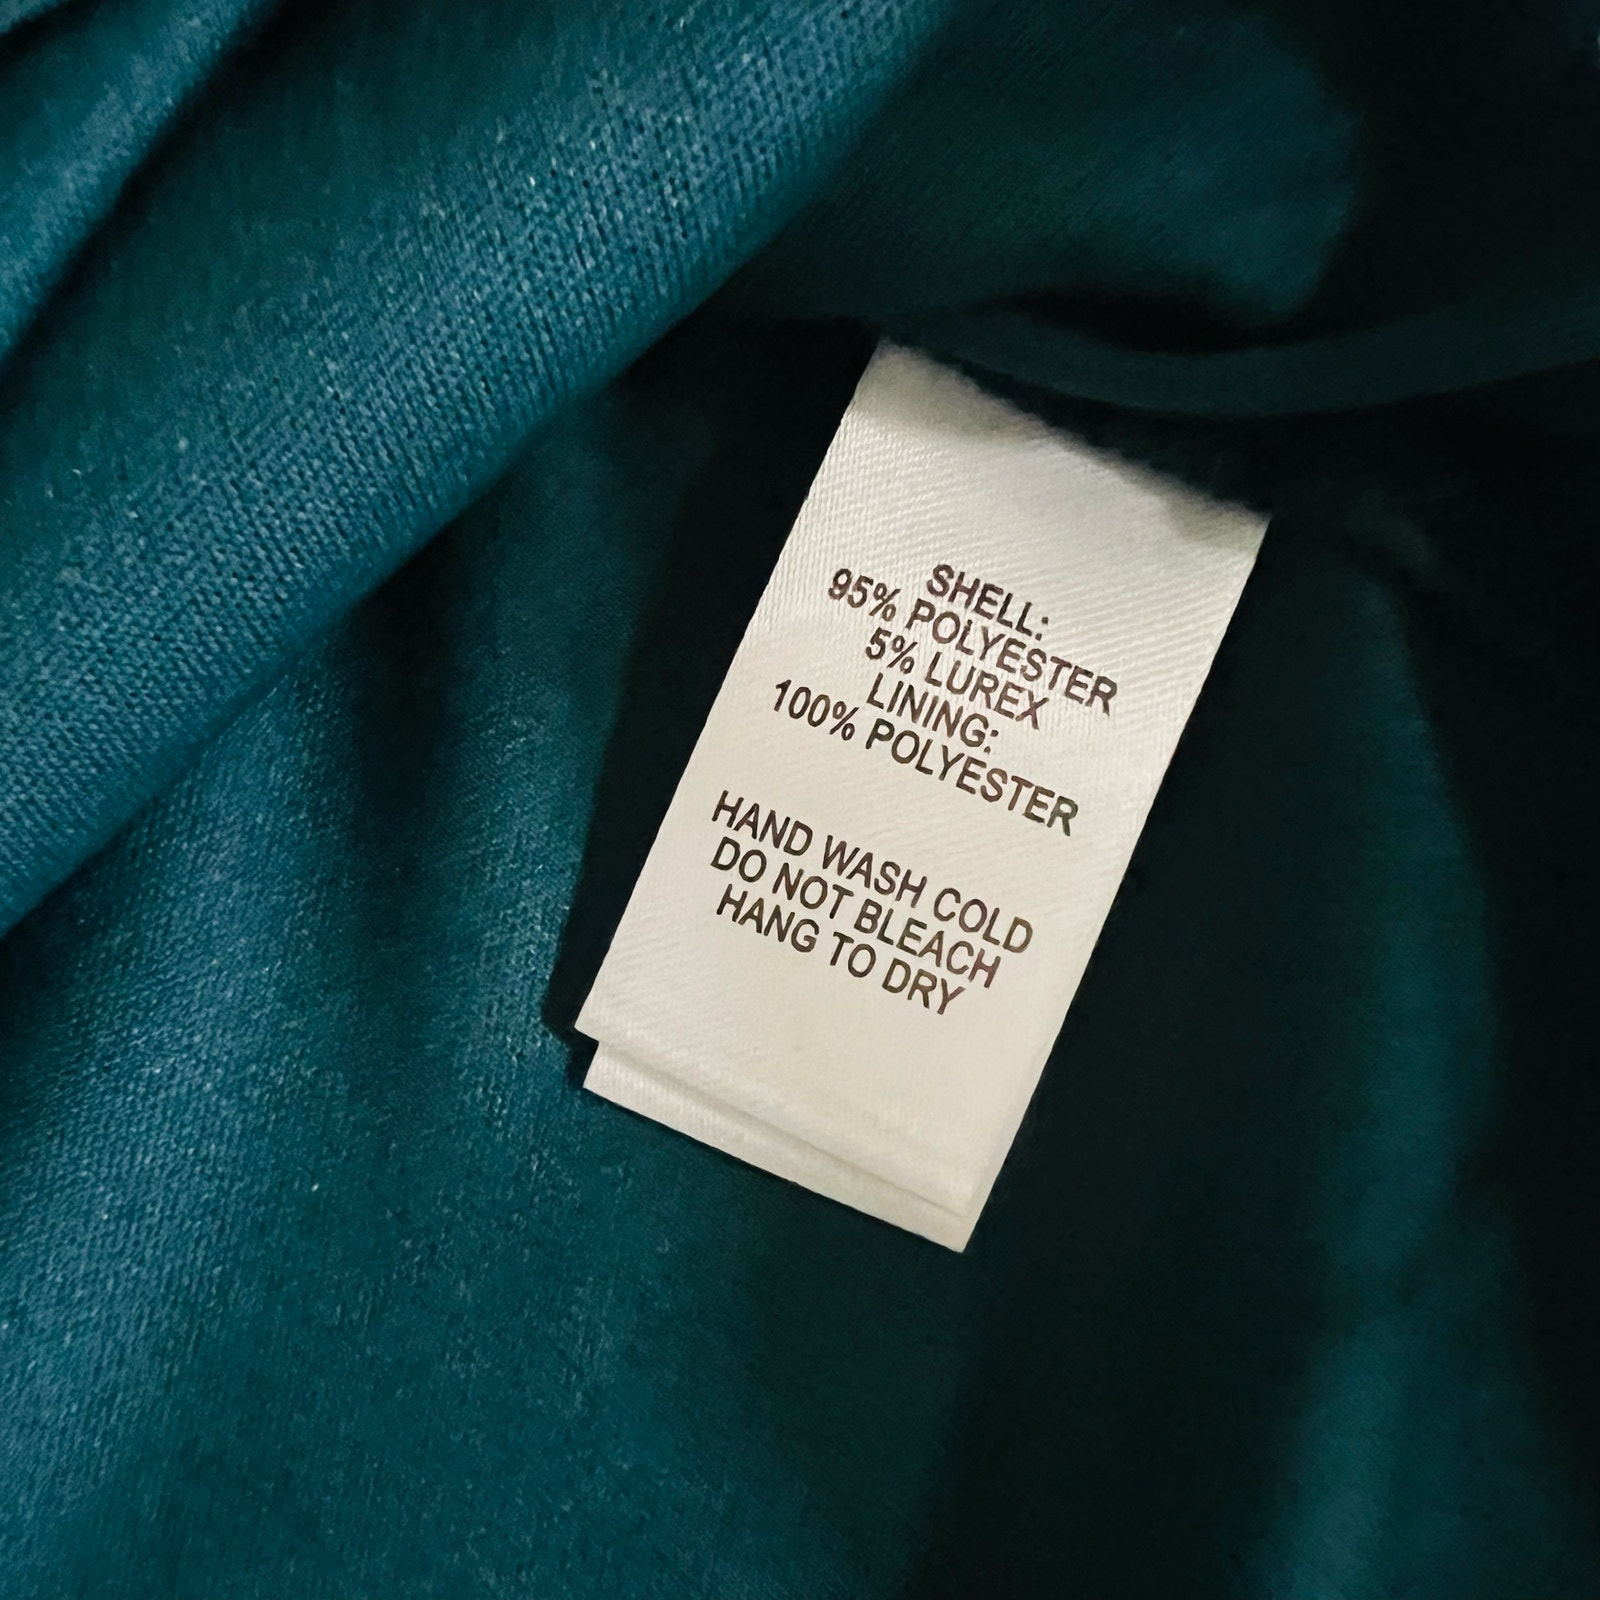 SHELL:
95% POLYESTER
5% LUREX
LINING:
100% POLYESTER
HAND WASH COLD
DO NOT BLEACH
HANG TO DRY